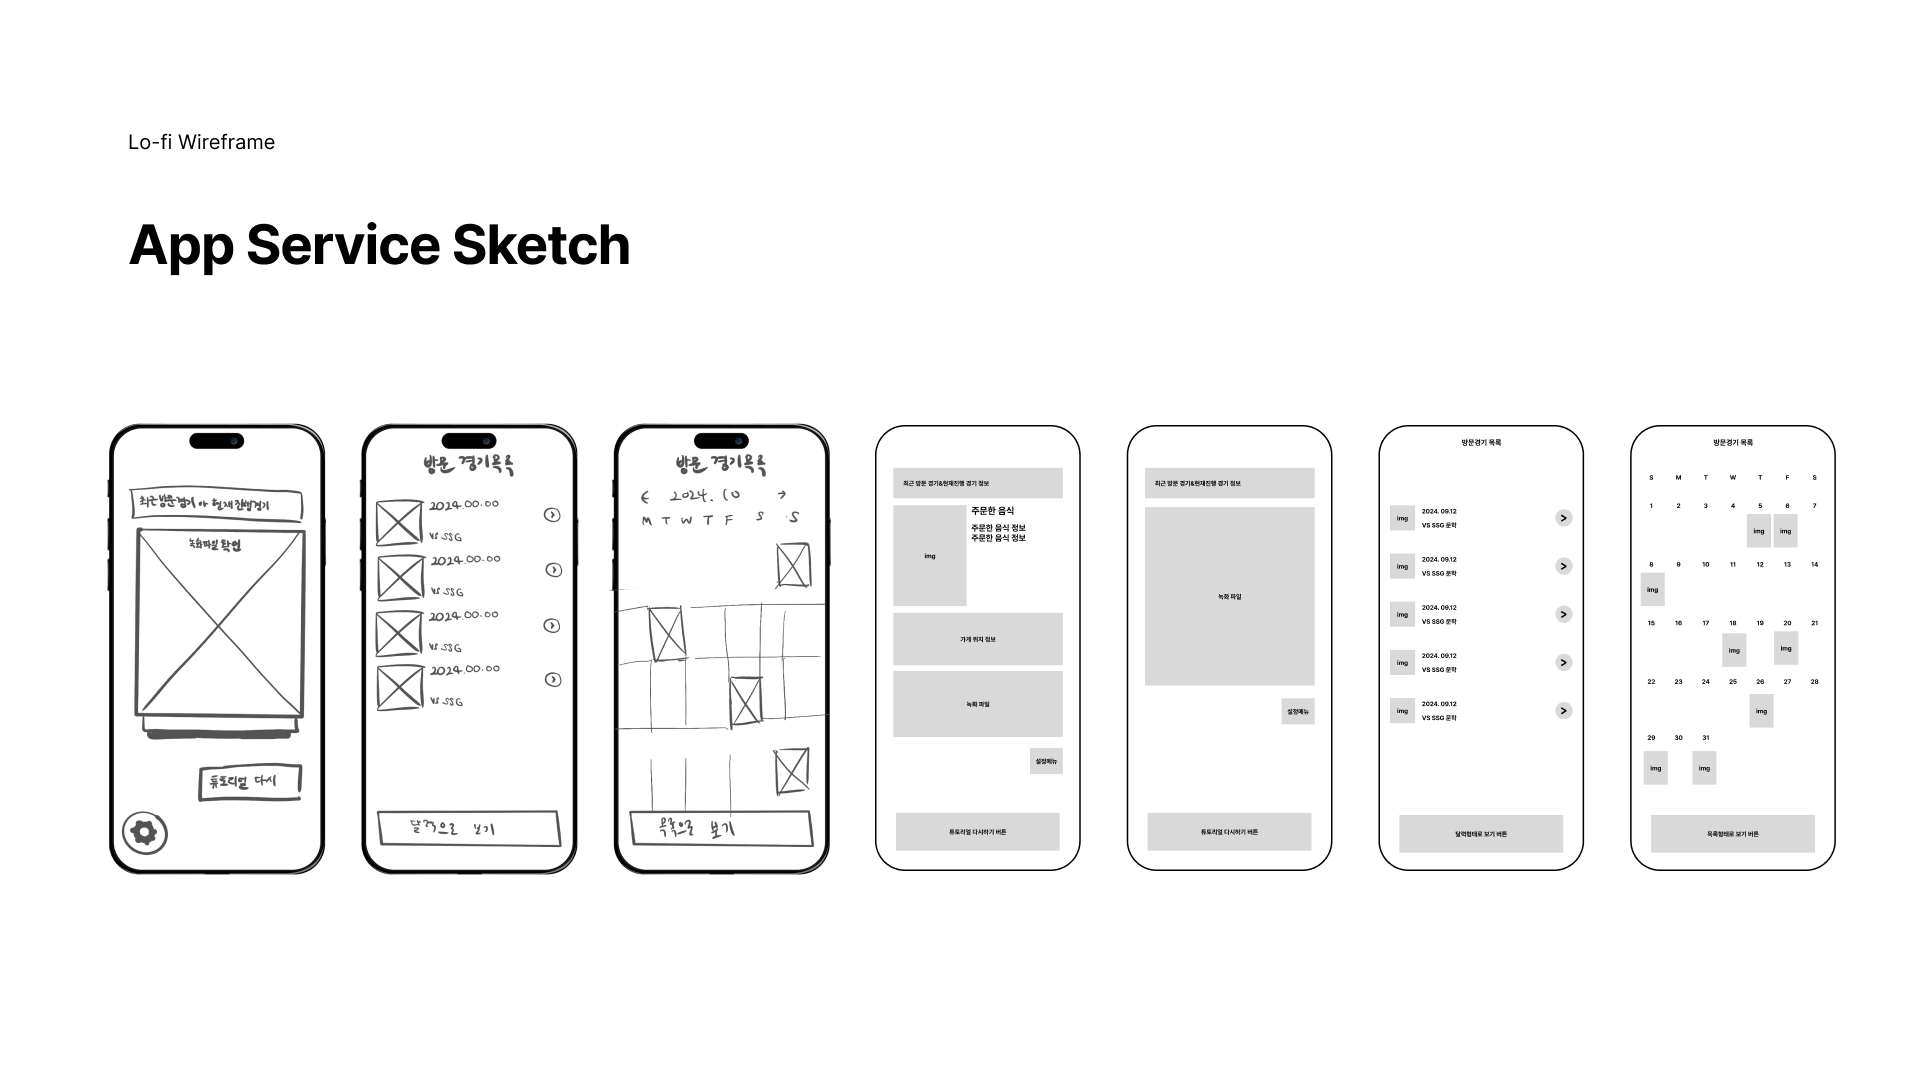 Lo-fi Wireframe
App Service Sketch
최근방문경기 아 현재진행경기
녹화파일 확인
튜토리얼 다시
방문 경기목록
2024.00.00
vs SSG
2024.00.00
vs SSG
2024.00.00
vs SSG
2024.00.00
vs SSG
달력으로 보기
방문 경기목록
← 2024. 10 →
M T W T F S S
목록으로 보기
최근 방문 경기&현재진행 경기 정보
img
주문한 음식
주문한 음식 정보
주문한 음식 정보
가게 위치 정보
녹화 파일
설정메뉴
튜토리얼 다시하기 버튼
최근 방문 경기&현재진행 경기 정보
녹화 파일
설정메뉴
튜토리얼 다시하기 버튼
방문경기 목록
img
2024. 09.12
VS SSG 문학
>
img
2024. 09.12
VS SSG 문학
>
img
2024. 09.12
VS SSG 문학
>
img
2024. 09.12
VS SSG 문학
>
img
2024. 09.12
VS SSG 문학
>
달력형태로 보기 버튼
방문경기 목록
S M T W T F S
1 2 3 4 5 6 7
img img
8 9 10 11 12 13 14
img
15 16 17 18 19 20 21
img img
22 23 24 25 26 27 28
img
29 30 31
img img
목록형태로 보기 버튼